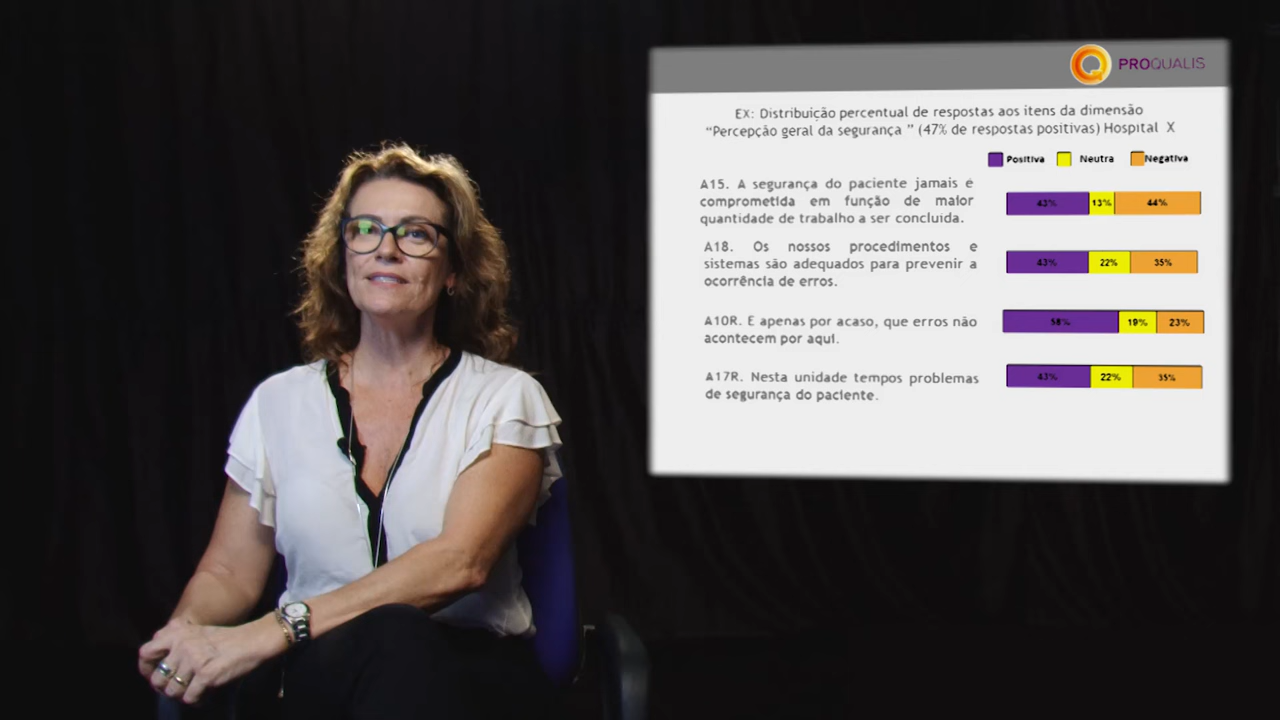 PROQUALIS
EX: Distribuição percentual de respostas aos itens da dimensão
“Percepção geral da segurança ” (47% de respostas positivas) Hospital X
Positiva Neutra Negativa
A15. A segurança do paciente jamais é
comprometida em função de maior
quantidade de trabalho a ser concluída.
43% 13% 44%
A18. Os nossos procedimentos e
sistemas são adequados para prevenir a
ocorrência de erros.
43% 22% 35%
A10R. E apenas por acaso, que erros não
acontecem por aqui.
58% 19% 23%
A17R. Nesta unidade tempos problemas
de segurança do paciente.
43% 22% 35%